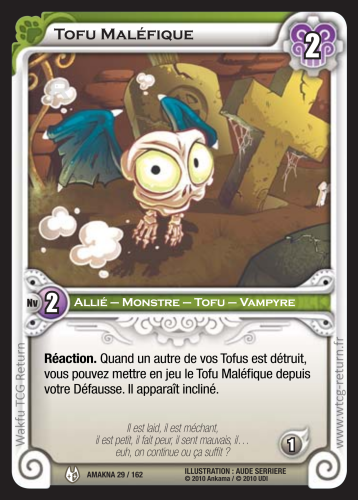 Tofu Maléfique
2
Nv 2
Allié – Monstre – Tofu – Vampyre
Réaction. Quand un autre de vos Tofus est détruit,
vous pouvez mettre en jeu le Tofu Maléfique depuis
votre Défausse. Il apparaît incliné.
Il est laid, il est méchant,
il est petit, il fait peur, il sent mauvais, il…
euh, on continue ou ça suffit ?
1
AMAKNA 29 / 162
ILLUSTRATION : AUDE SERRIERE
© 2010 Ankama / © 2010 UDI
Wakfu TCG Return
www.wtcg-return.fr